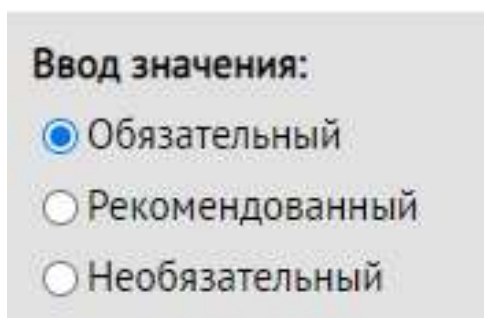 Ввод значения:
Обязательный
Рекомендованный
Необязательный